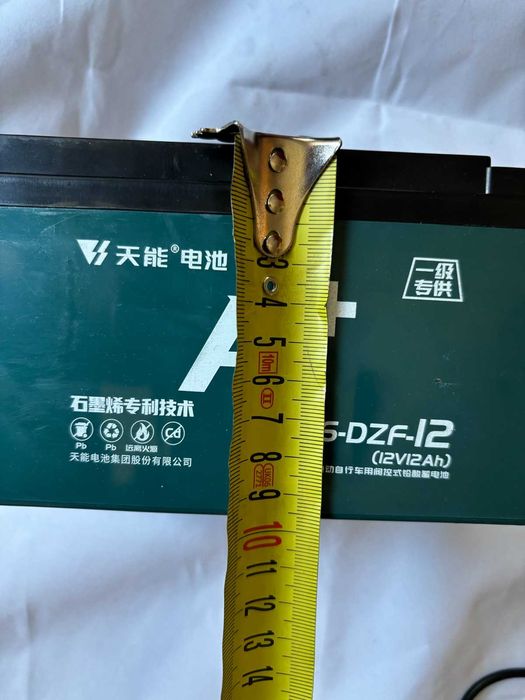 天能®电池
一级
专供
石墨烯专利技术
6-DZF-12
(12V12Ah)
Pb Pb 远离火源 Cd
动自行车用阀控式铅酸蓄电池
天能电池集团股份有限公司
3
4
5
10m
6
II
7
8
9
10
11
12
13
14